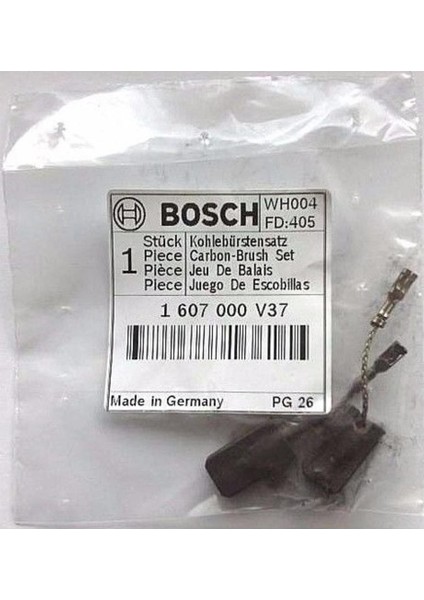 BOSCH
WH004
FD:405
1
Stück Kohlebürstensatz
Piece Carbon-Brush Set
Pièce Jeu De Balais
Piece Juego De Escobillas
1 607 000 V37
Made in Germany PG 26